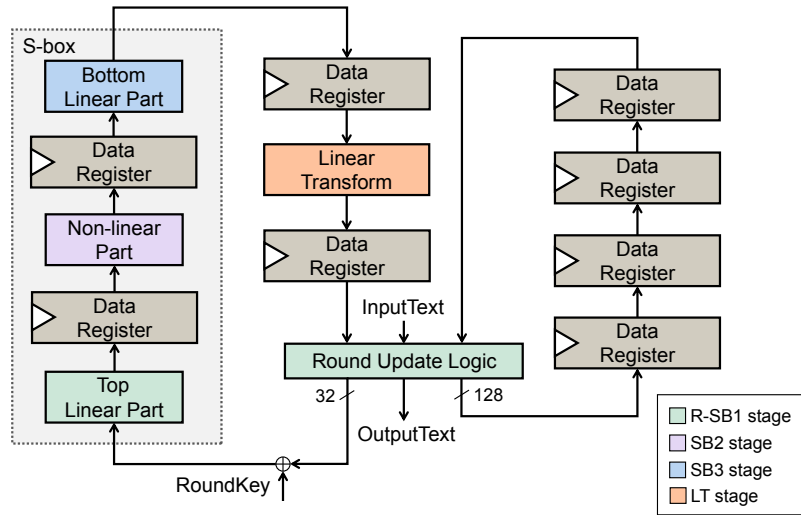 S-box
Bottom
Linear Part
Data
Register
Non-linear
Part
Data
Register
Top
Linear Part
Data
Register
Linear
Transform
Data
Register
InputText
Round Update Logic
32
128
OutputText
RoundKey
Data
Register
Data
Register
Data
Register
Data
Register
R-SB1 stage
SB2 stage
SB3 stage
LT stage